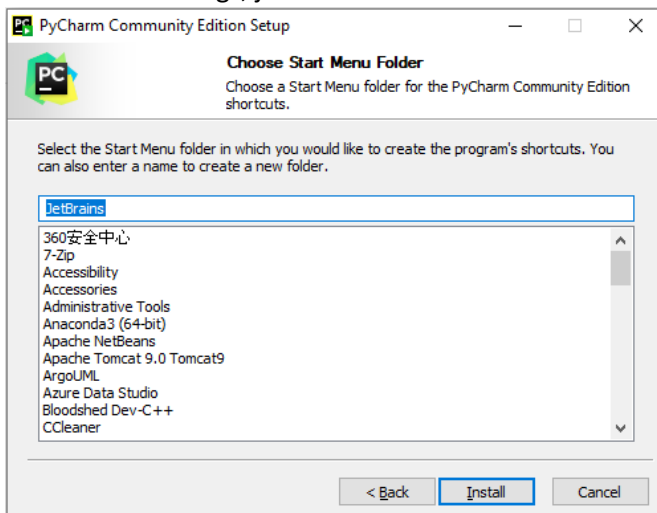 PyCharm Community Edition Setup
PC
Choose Start Menu Folder
Choose a Start Menu folder for the PyCharm Community Edition
shortcuts.
Select the Start Menu folder in which you would like to create the program's shortcuts. You
can also enter a name to create a new folder.
JetBrains
360安全中心
7-Zip
Accessibility
Accessories
Administrative Tools
Anaconda3 (64-bit)
Apache NetBeans
Apache Tomcat 9.0 Tomcat9
ArgoUML
Azure Data Studio
Bloodshed Dev-C++
CCleaner
< Back Install Cancel